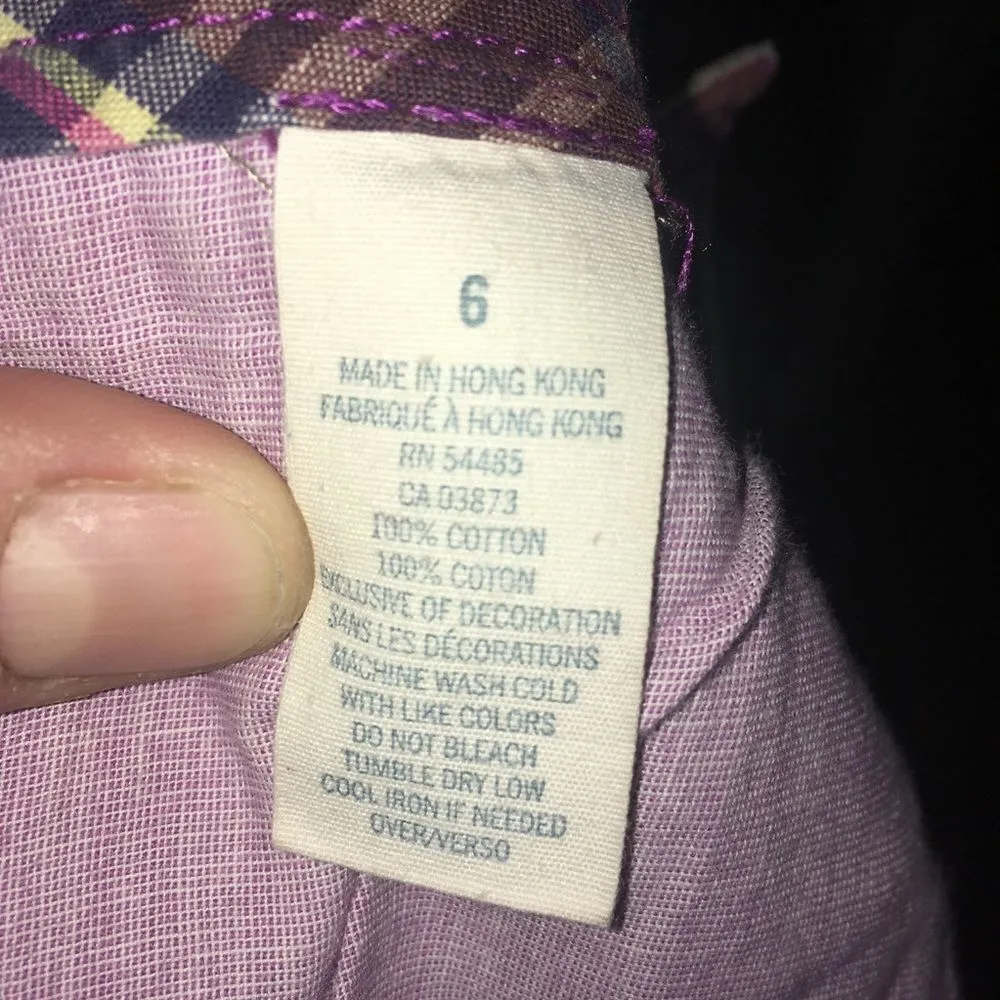 6
MADE IN HONG KONG
FABRIQUÉ À HONG KONG
RN 54485
CA 03873
100% COTTON
100% COTON
EXCLUSIVE OF DECORATION
SANS LES DÉCORATIONS
MACHINE WASH COLD
WITH LIKE COLORS
DO NOT BLEACH
TUMBLE DRY LOW
COOL IRON IF NEEDED
OVER/VERSO